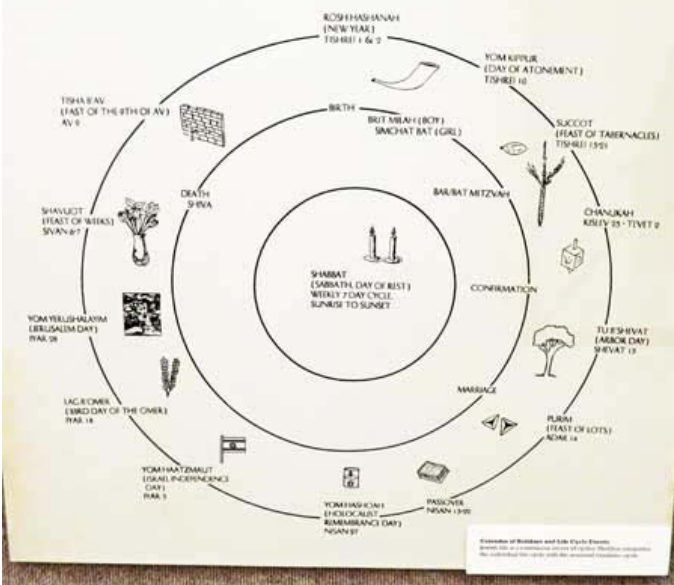 ROSH HASHANAH
(NEW YEAR)
TISHREI 1 & 2
YOM KIPPUR
(DAY OF ATONEMENT)
TISHREI 10
SUCCOT
(FEAST OF TABERNACLES)
TISHREI 15-21
CHANUKAH
KISLEV 25 - TEVET 2
TU B'SHEVAT
(ARBOR DAY)
SHEVAT 15
PURIM
(FEAST OF LOTS)
ADAR 14
PASSOVER
NISAN 15-22
YOM HASHOAH
(HOLOCAUST
REMEMBRANCE DAY)
NISAN 27
YOM HAATZMAUT
(ISRAEL INDEPENDENCE
DAY)
IYAR 5
LAG B'OMER
(33RD DAY OF THE OMER)
IYAR 18
YOM YERUSHALAYIM
(JERUSALEM DAY)
IYAR 28
SHAVUOT
(FEAST OF WEEKS)
SIVAN 6-7
TISHA B'AV
(FAST OF THE 9TH OF AV)
AV 9
BIRTH
BRIT MILAH (BOY)
SIMCHAT BAT (GIRL)
BAR/BAT MITZVAH
CONFIRMATION
MARRIAGE
DEATH
SHIVA
SHABBAT
(SABBATH, DAY OF REST)
WEEKLY 7 DAY CYCLE,
SUNRISE TO SUNSET
Calendar of Holidays and Life Cycle Events